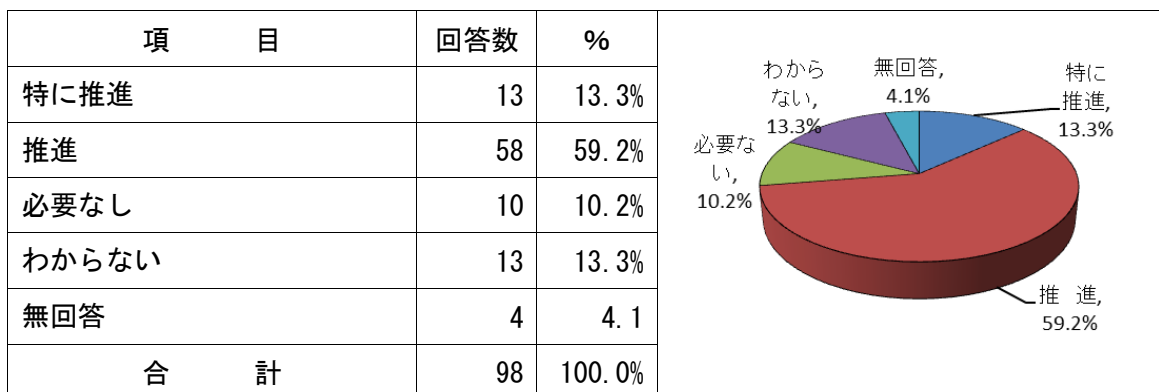 項　目 回答数 %
特に推進 13 13.3%
推進 58 59.2%
必要なし 10 10.2%
わからない 13 13.3%
無回答 4 4.1
合　計 98 100.0%
わから
ない,
13.3%
無回答,
4.1%
特に
推進,
13.3%
必要な
い,
10.2%
推　進,
59.2%